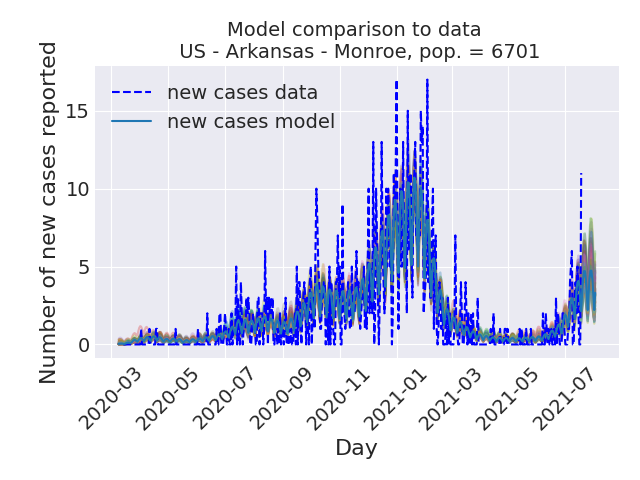 Model comparison to data
US - Arkansas - Monroe, pop. = 6701
Number of new cases reported
new cases data
new cases model
15
10
5
0
2020-03
2020-05
2020-07
2020-09
2020-11
2021-01
2021-03
2021-05
2021-07
Day